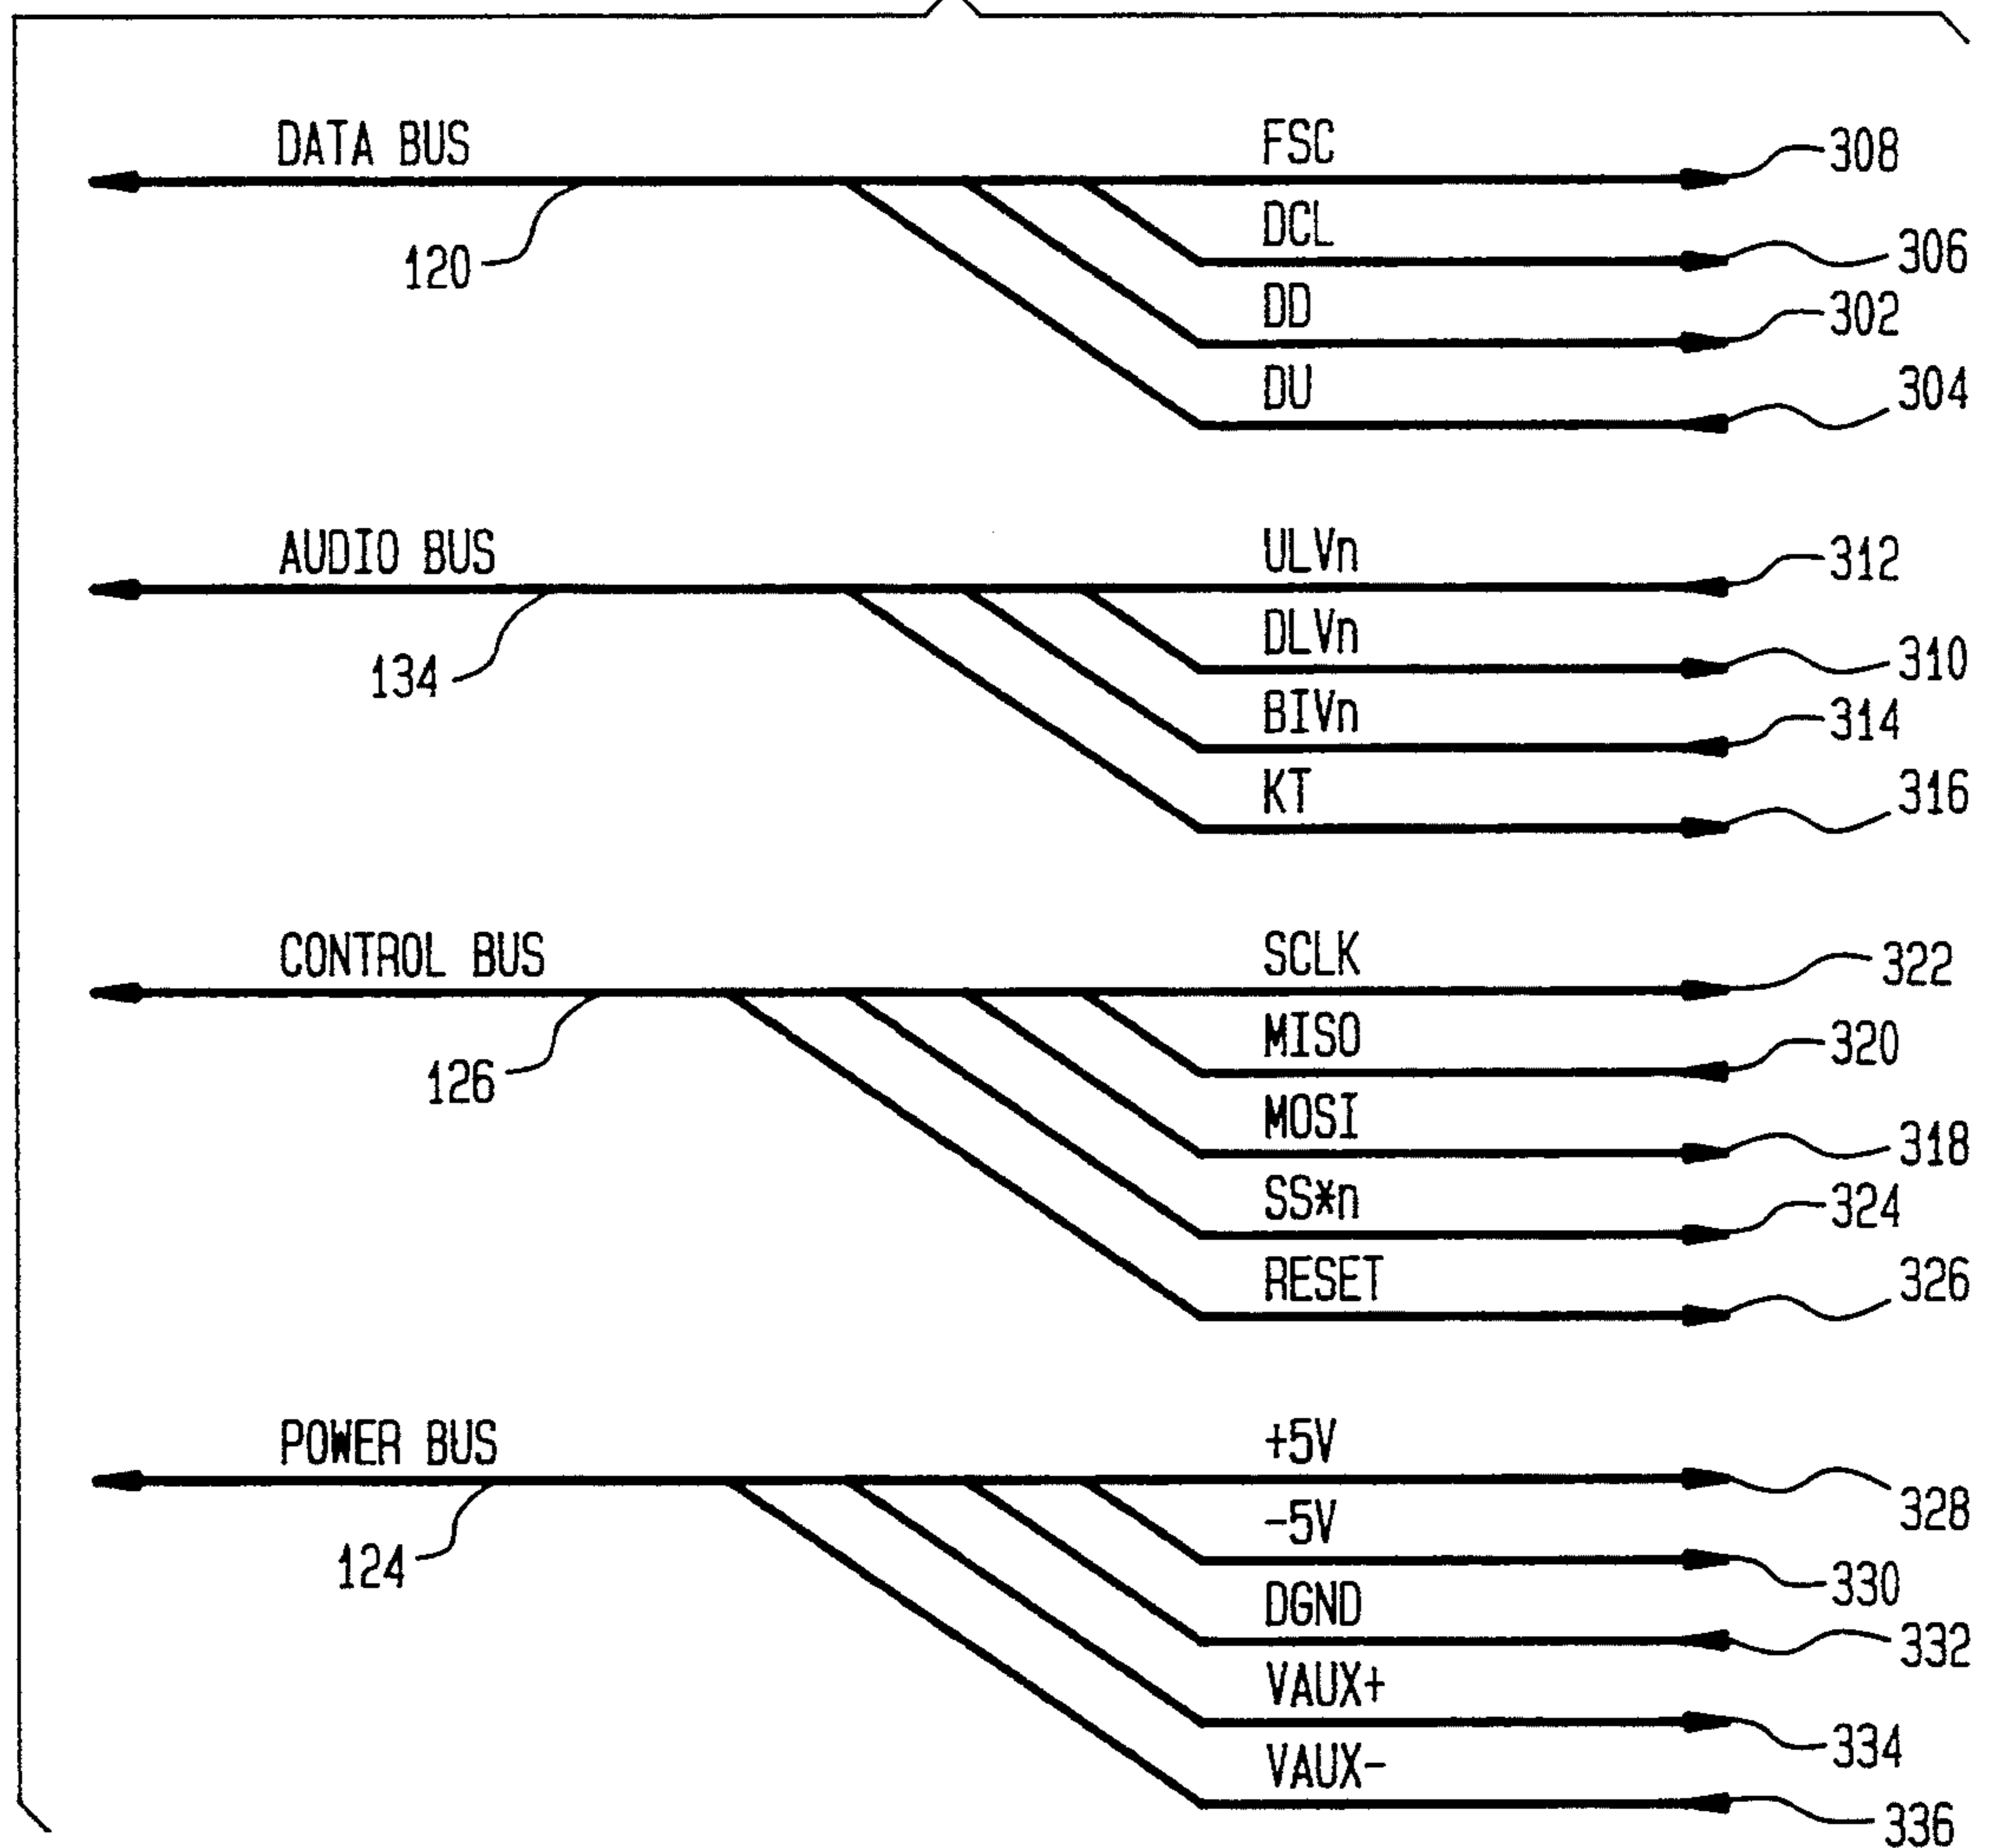 DATA BUS
FSC
308
120
DCL
306
DD
302
DU
304
AUDIO BUS
ULVn
312
134
DLVn
310
BIVn
314
KT
316
CONTROL BUS
SCLK
322
126
MISO
320
MOSI
318
SS*n
324
RESET
326
POWER BUS
+5V
328
124
-5V
330
DGND
332
VAUX+
334
VAUX-
336